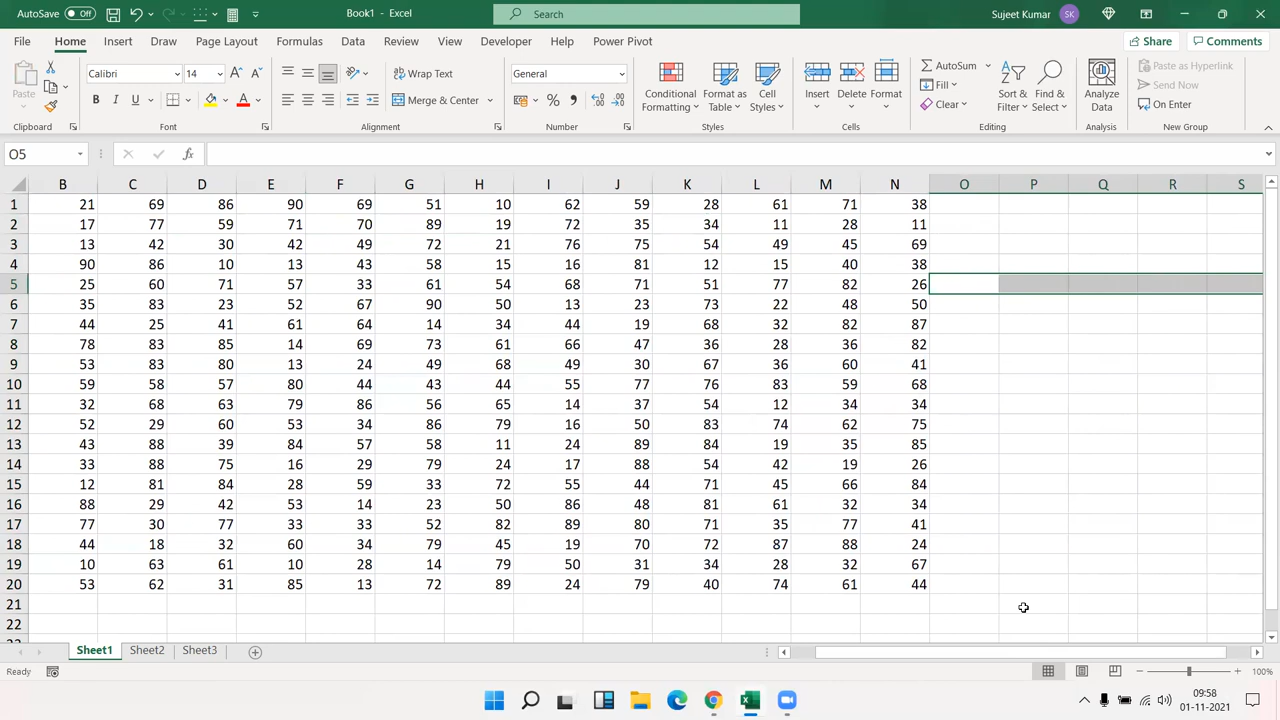 AutoSave Off Book1 - Excel Search Sujeet Kumar SK
File Home Insert Draw Page Layout Formulas Data Review View Developer Help Power Pivot Share Comments
Paste Calibri 14 Wrap Text General Conditional Formatting Format as Table Cell Styles Insert Delete Format AutoSum Sort & Filter Find & Select Analyze Data Paste as Hyperlink
B I U A Merge & Center % Fill Send Now
Clear On Enter
Clipboard Font Alignment Number Styles Cells Editing Analysis New Group
O5 fx
B C D E F G H I J K L M N O P Q R S
1 21 69 86 90 69 51 10 62 59 28 61 71 38
2 17 77 59 71 70 89 19 72 35 34 11 28 11
3 13 42 30 42 49 72 21 76 75 54 49 45 69
4 90 86 10 13 43 58 15 16 81 12 15 40 38
5 25 60 71 57 33 61 54 68 71 51 77 82 26
6 35 83 23 52 67 90 50 13 23 73 22 48 50
7 44 25 41 61 64 14 34 44 19 68 32 82 87
8 78 83 85 14 69 73 61 66 47 36 28 36 82
9 53 83 80 13 24 49 68 49 30 67 36 60 41
10 59 58 57 80 44 43 44 55 77 76 83 59 68
11 32 68 63 79 86 56 65 14 37 54 12 34 34
12 52 29 60 53 34 86 79 16 50 83 74 62 75
13 43 88 39 84 57 58 11 24 89 84 19 35 85
14 33 88 75 16 29 79 24 17 88 54 42 19 26
15 12 81 84 28 59 33 72 55 44 71 45 66 84
16 88 29 42 53 14 23 50 86 48 81 61 32 34
17 77 30 77 33 33 52 82 89 80 71 35 77 41
18 44 18 32 60 34 79 45 19 70 72 87 88 24
19 10 63 61 10 28 14 79 50 31 34 28 32 67
20 53 62 31 85 13 72 89 24 79 40 74 61 44
21
22
Sheet1 Sheet2 Sheet3
Ready 100%
09:58
01-11-2021